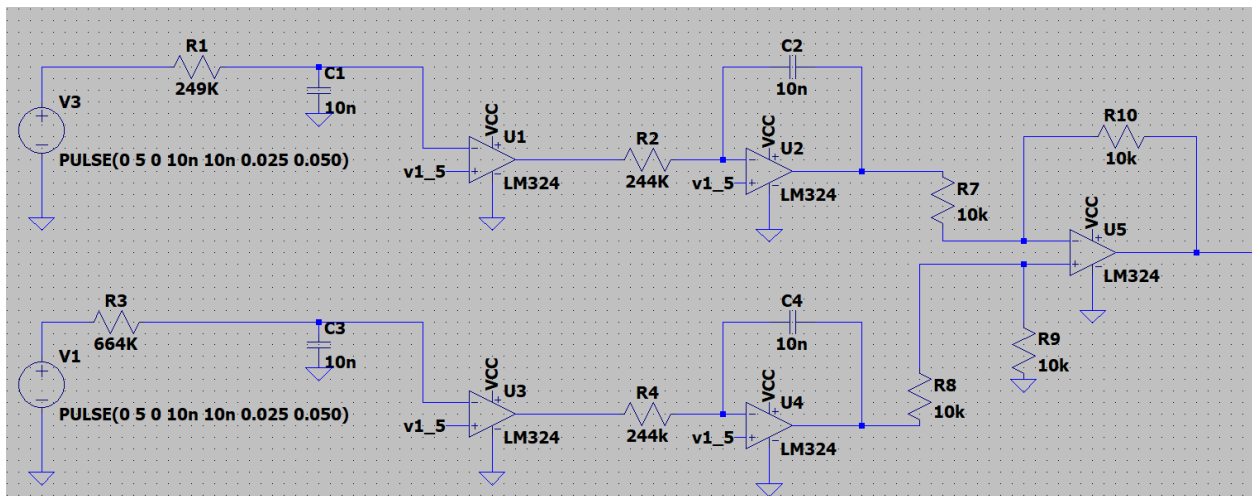 R1
249K
C1
10n
V3
PULSE(0 5 0 10n 10n 0.025 0.050)
VCC
U1
v1_5
LM324
R2
244K
C2
10n
VCC
U2
v1_5
LM324
R7
10k
R10
10k
VCC
U5
LM324
R3
664K
C3
10n
V1
PULSE(0 5 0 10n 10n 0.025 0.050)
VCC
U3
v1_5
LM324
R4
244k
C4
10n
VCC
U4
v1_5
LM324
R8
10k
R9
10k